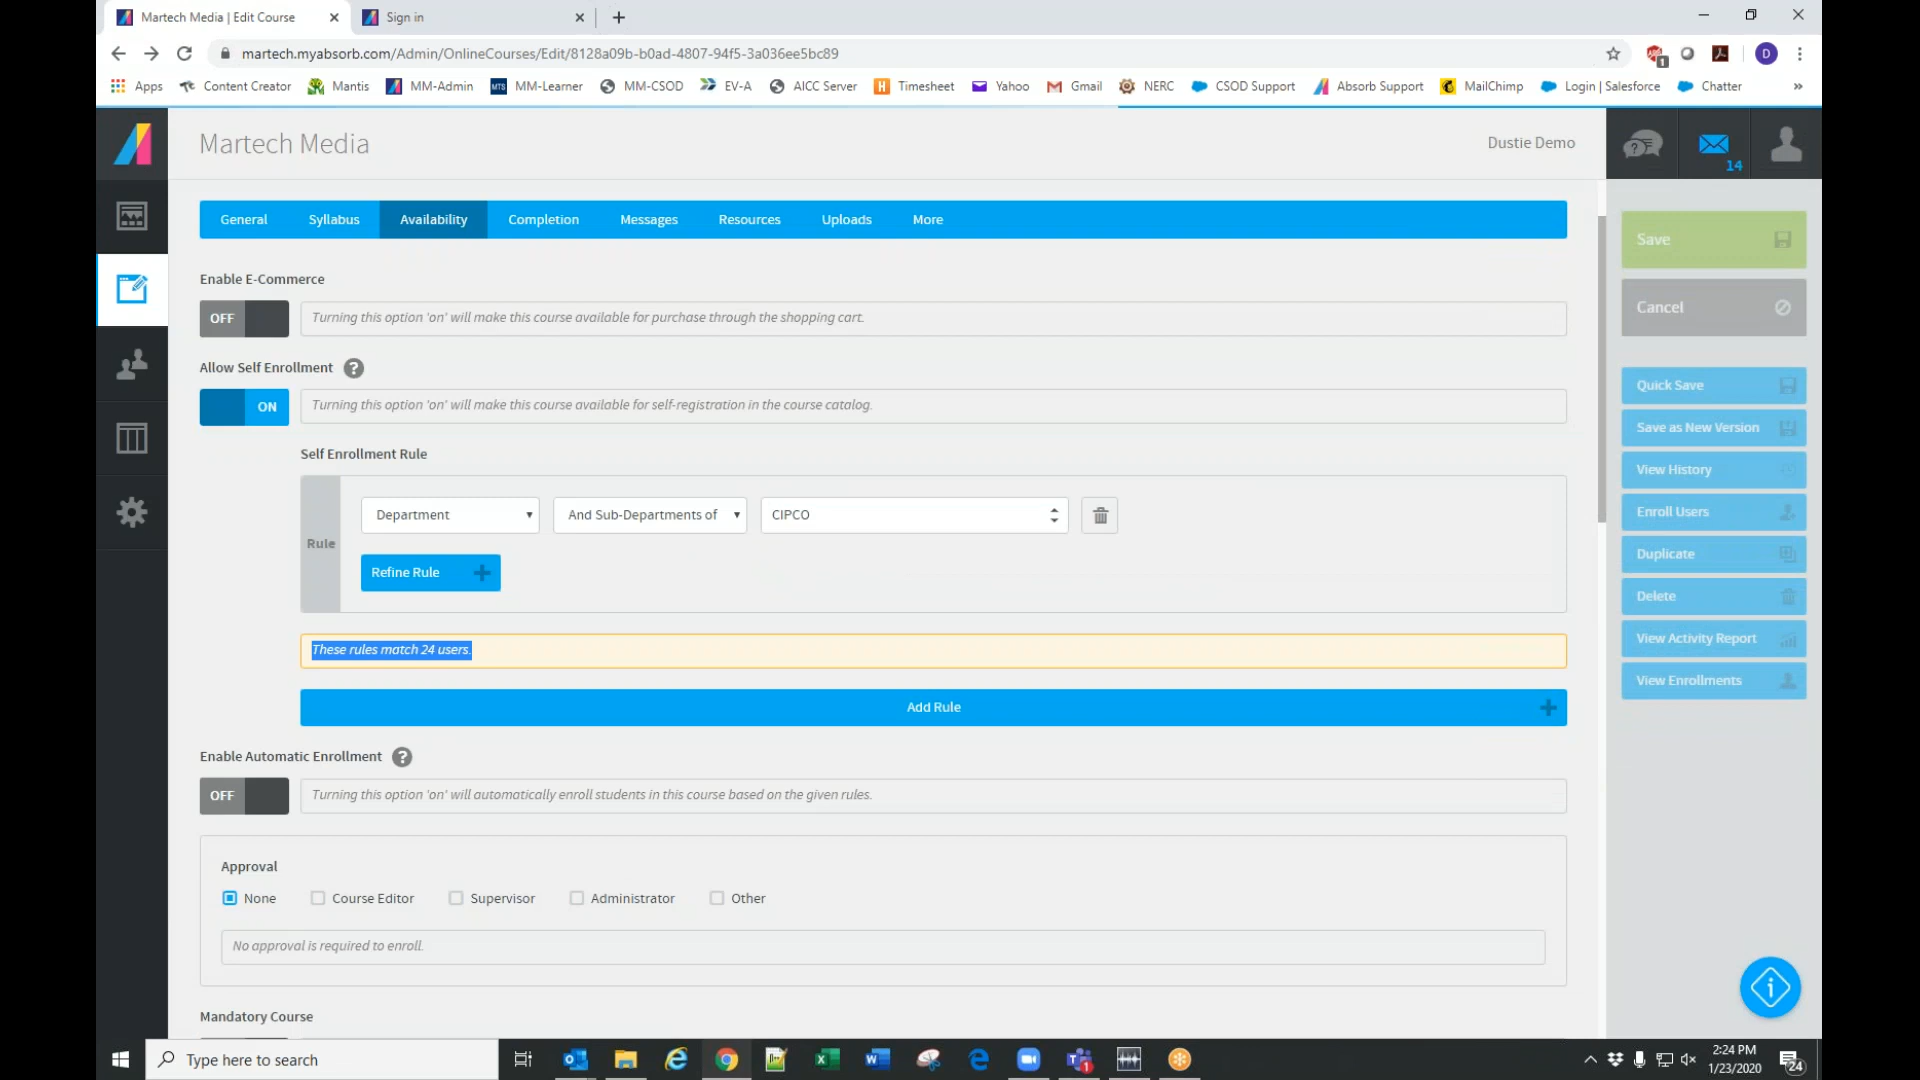 Martech Media | Edit Course
Sign in
martech.myabsorb.com/Admin/OnlineCourses/Edit/8128a09b-b0ad-4807-94f5-3a036ee5bc89
1
D
Apps Content Creator Mantis MM-Admin MTS MM-Learner MM-CSOD EV-A AICC Server H Timesheet Yahoo Gmail NERC CSOD Support Absorb Support MailChimp Login | Salesforce Chatter »
Martech Media
Dustie Demo
14
General Syllabus Availability Completion Messages Resources Uploads More
Enable E-Commerce
OFF
Turning this option 'on' will make this course available for purchase through the shopping cart.
Allow Self Enrollment ?
ON
Turning this option 'on' will make this course available for self-registration in the course catalog.
Self Enrollment Rule
Rule
Department
And Sub-Departments of
CIPCO
Refine Rule
These rules match 24 users.
Add Rule
Enable Automatic Enrollment ?
OFF
Turning this option 'on' will automatically enroll students in this course based on the given rules.
Approval
None Course Editor Supervisor Administrator Other
No approval is required to enroll.
Mandatory Course
Save
Cancel
Quick Save
Save as New Version
View History
Enroll Users
Duplicate
Delete
View Activity Report
View Enrollments
Type here to search
1
2:24 PM
1/23/2020
24